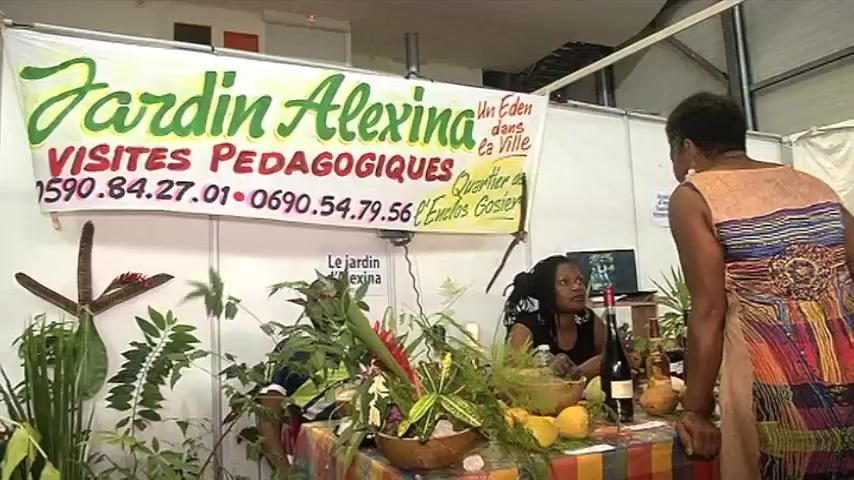 Jardin Alexina
VISITES PEDAGOGIQUES
0590.84.27.01 • 0690.54.79.56
Un Eden
dans
la Ville
Quartier de
l'Enclos Gosier
Le jardin
d'Alexina